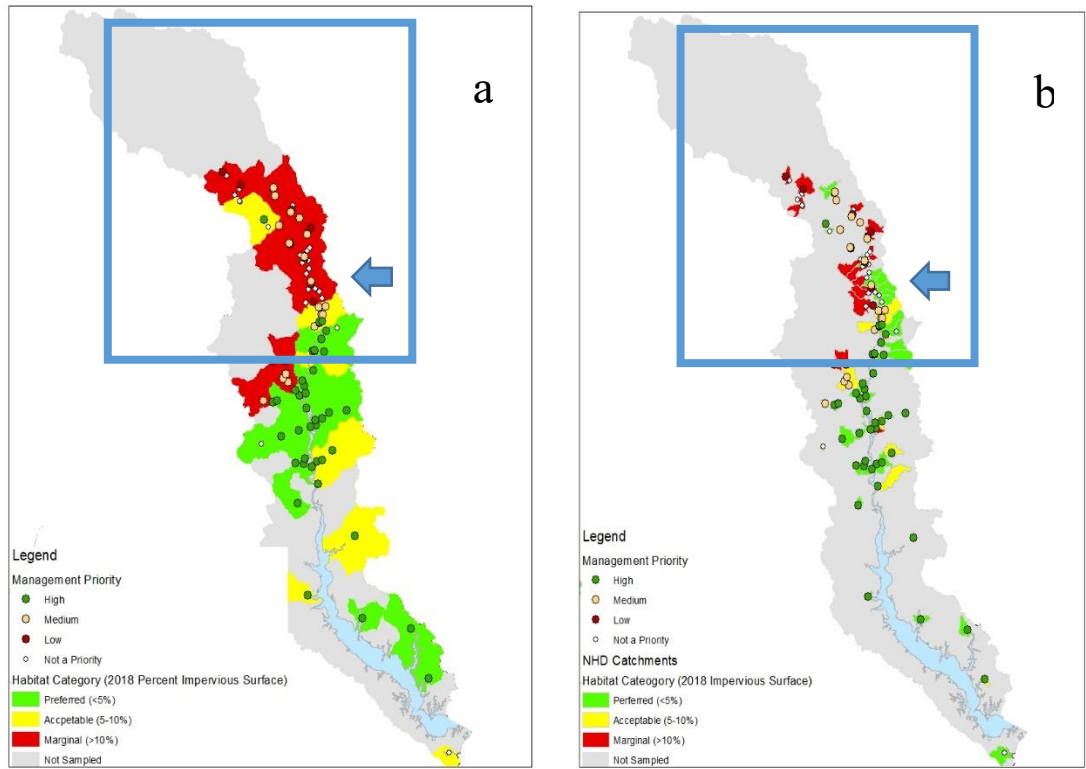 a
Legend
Management Priority
High
Medium
Low
Not a Priority
Habitat Category (2018 Percent Impervious Surface)
Preferred (<5%)
Accpetable (5-10%)
Marginal (>10%)
Not Sampled
b
Legend
Management Priority
High
Medium
Low
Not a Priority
NHD Catchments
Habitat Cateogory (2018 Impervious Surface)
Perferred (<5%)
Acceptable (5-10%)
Marginal (>10%)
Not Sampled